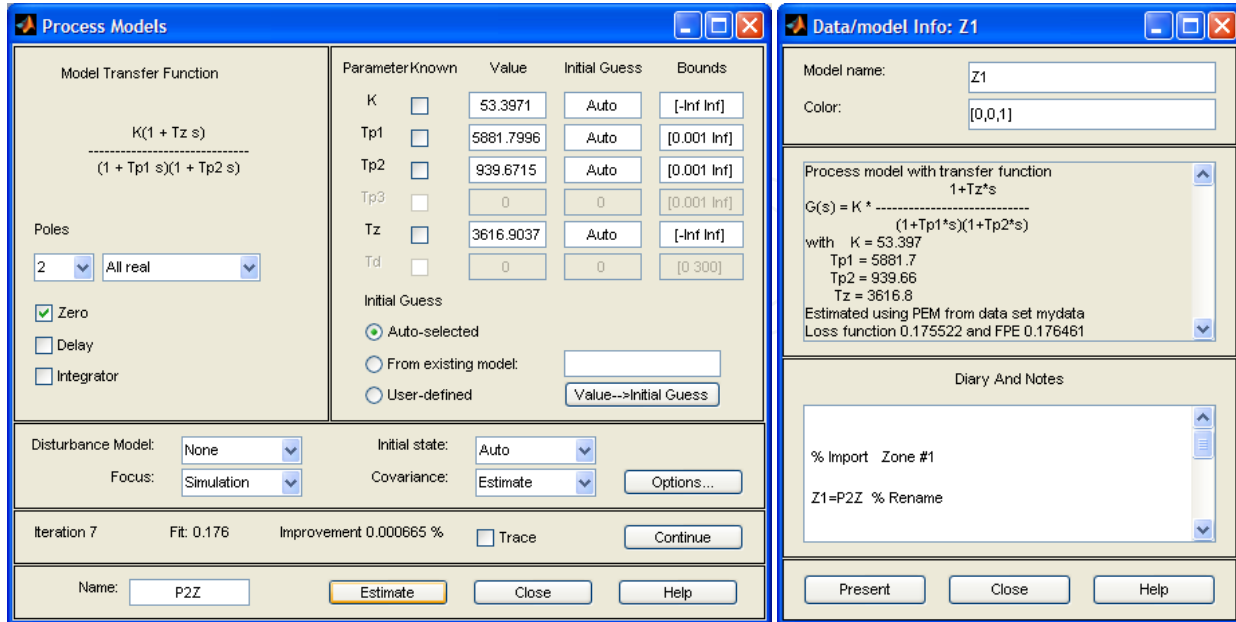 Process Models
Model Transfer Function
K(1 + Tz s)
-----------------------------
(1 + Tp1 s)(1 + Tp2 s)
Poles
2 All real
Zero
Delay
Integrator
Parameter Known Value Initial Guess Bounds
K 53.3971 Auto [-Inf Inf]
Tp1 5881.7996 Auto [0.001 Inf]
Tp2 939.6715 Auto [0.001 Inf]
Tp3 0 0 [0.001 Inf]
Tz 3616.9037 Auto [-Inf Inf]
Td 0 0 [0 300]
Initial Guess
Auto-selected
From existing model:
User-defined Value-->Initial Guess
Disturbance Model: None Initial state: Auto
Focus: Simulation Covariance: Estimate Options...
Iteration 7 Fit: 0.176 Improvement 0.000665 % Trace Continue
Name: P2Z Estimate Close Help
Data/model Info: Z1
Model name: Z1
Color: [0,0,1]
Process model with transfer function
1+Tz*s
G(s) = K * ----------------------------
(1+Tp1*s)(1+Tp2*s)
with K = 53.397
Tp1 = 5881.7
Tp2 = 939.66
Tz = 3616.8
Estimated using PEM from data set mydata
Loss function 0.175522 and FPE 0.176461
Diary And Notes
% Import Zone #1
Z1=P2Z % Rename
Present Close Help